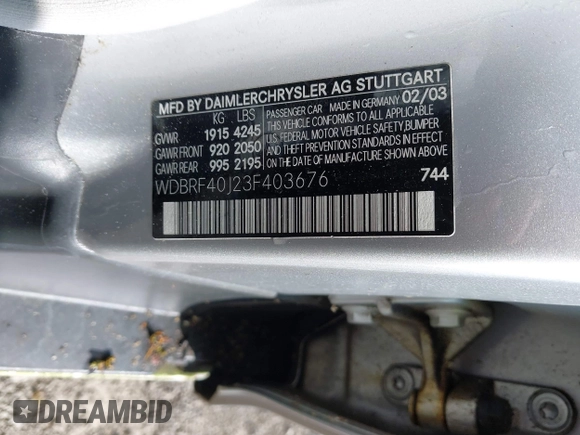 MFD BY DAIMLERCHRYSLER AG STUTTGART
KG LBS PASSENGER CAR MADE IN GERMANY 02/03
GVWR 1915 4245 THIS VEHICLE CONFORMS TO ALL APPLICABLE
GAWR FRONT 920 2050 U.S. FEDERAL MOTOR VEHICLE SAFETY, BUMPER
GAWR REAR 995 2195 AND THEFT PREVENTION STANDARDS IN EFFECT
ON THE DATE OF MANUFACTURE SHOWN ABOVE.
WDBRF40J23F403676 744
DREAMBID